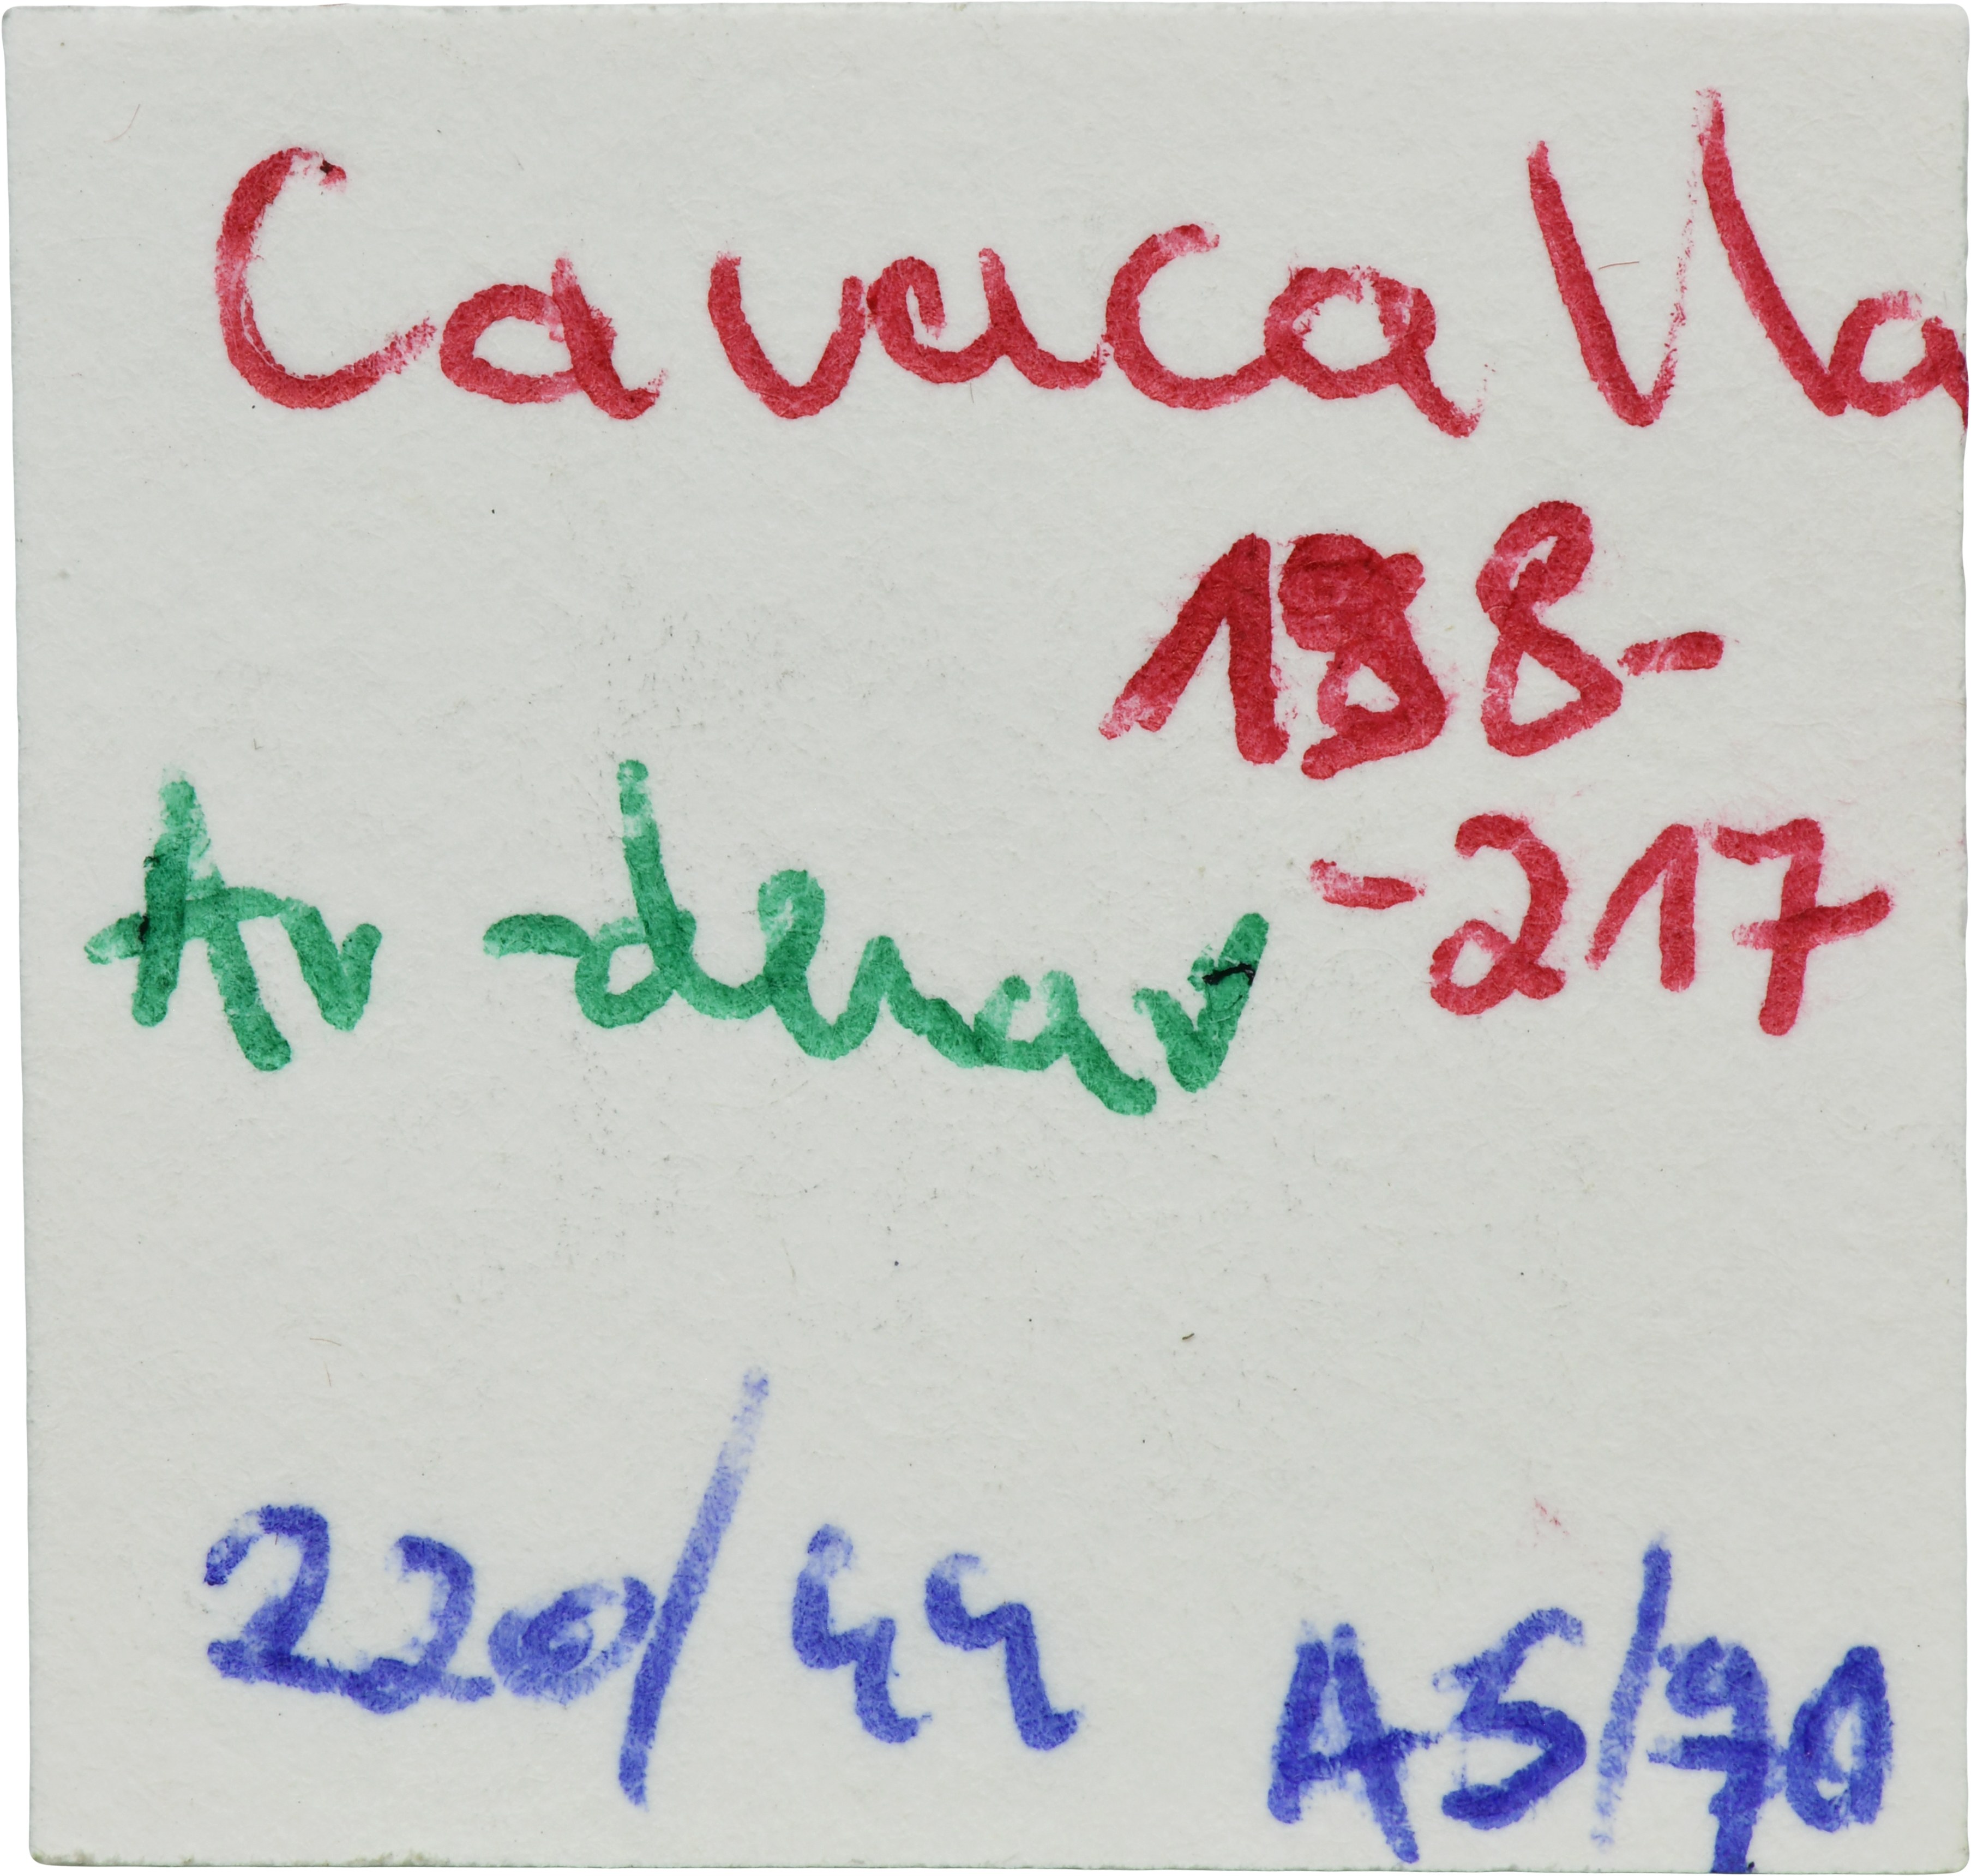 Caracalla
198-
-217
Ar -denar
220/44
A5/70